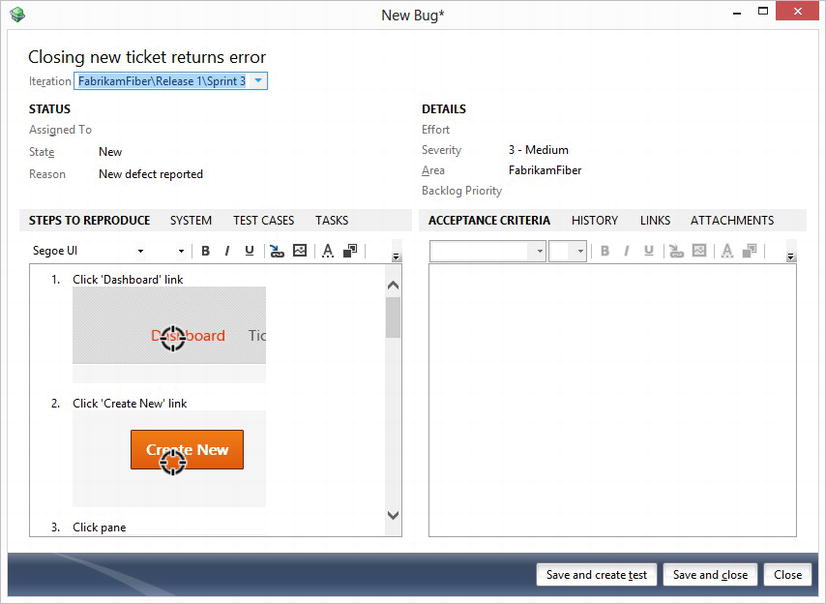 New Bug*
Closing new ticket returns error
Iteration FabrikamFiber\Release 1\Sprint 3
STATUS
Assigned To
State New
Reason New defect reported
DETAILS
Effort
Severity 3 - Medium
Area FabrikamFiber
Backlog Priority
STEPS TO REPRODUCE SYSTEM TEST CASES TASKS
Segoe UI B I U A
1. Click 'Dashboard' link
Dashboard Tic
2. Click 'Create New' link
Create New
3. Click pane
ACCEPTANCE CRITERIA HISTORY LINKS ATTACHMENTS
B I U A
Save and create test Save and close Close